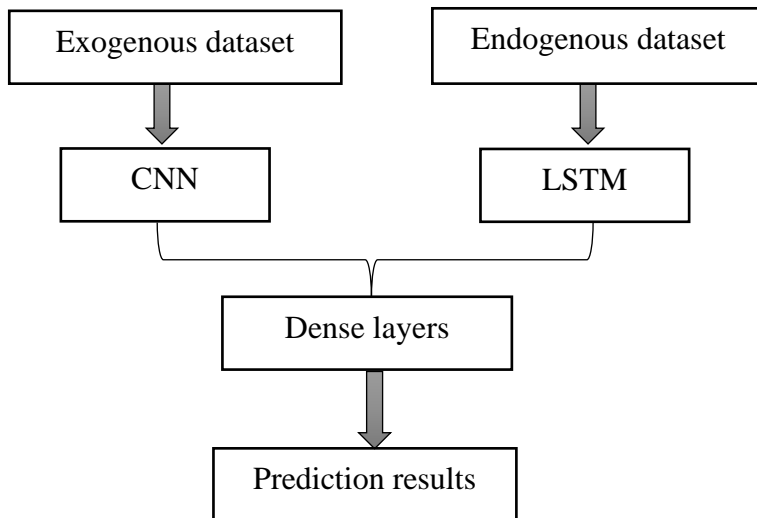 Exogenous dataset
Endogenous dataset
CNN
LSTM
Dense layers
Prediction results